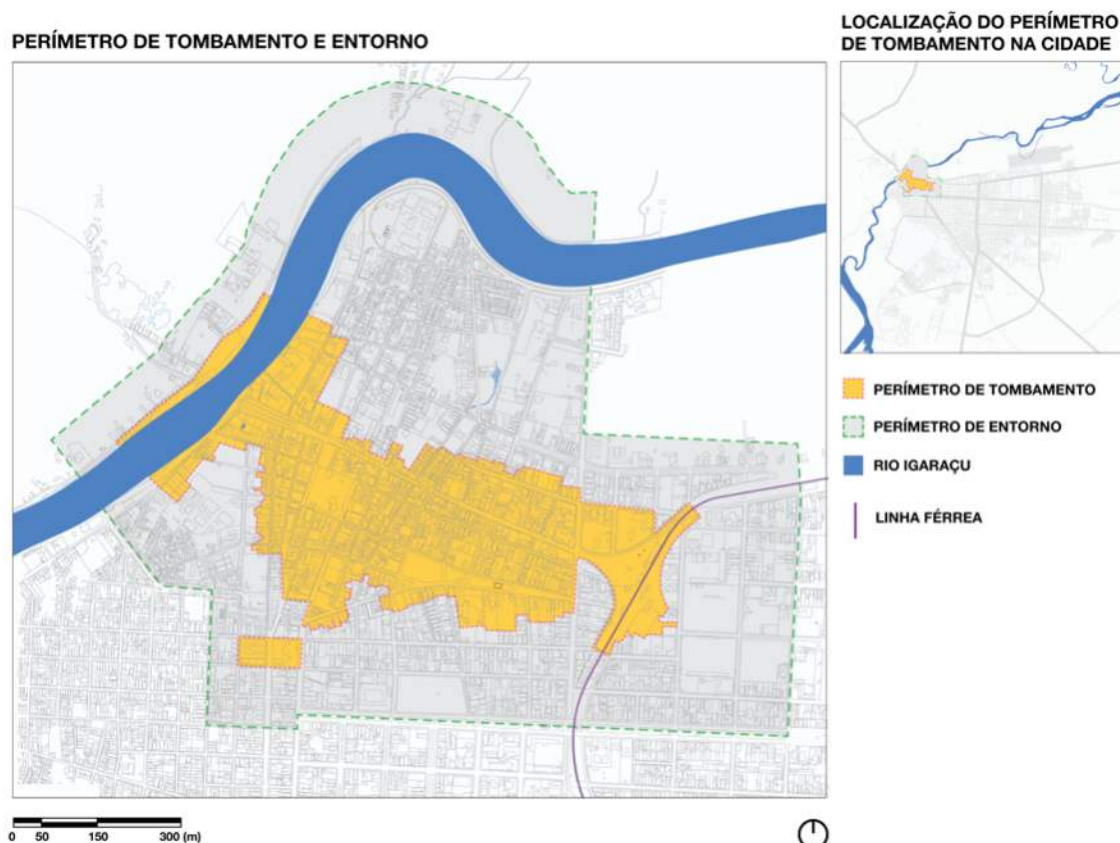 PERÍMETRO DE TOMBAMENTO E ENTORNO
LOCALIZAÇÃO DO PERÍMETRO
DE TOMBAMENTO NA CIDADE
PERÍMETRO DE TOMBAMENTO
PERÍMETRO DE ENTORNO
RIO IGARAÇU
LINHA FÉRREA
0 50 150 300 (m)